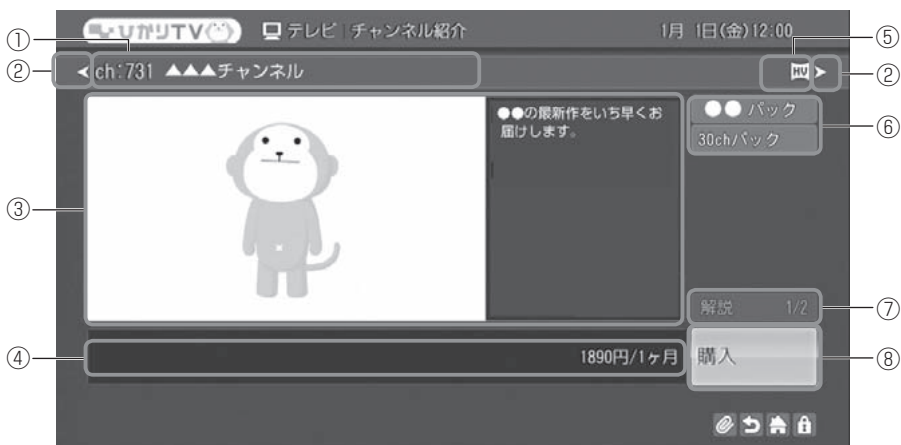 ひかりTV テレビ チャンネル紹介 1月 1日(金)12:00
① ⑤
② ch:731 ▲▲▲チャンネル HV ②
●●の最新作をいち早くお
届けします。
●● パック
⑥
30chパック
③
解説 1/2 ⑦
④ 1890円/1ヶ月 購入 ⑧